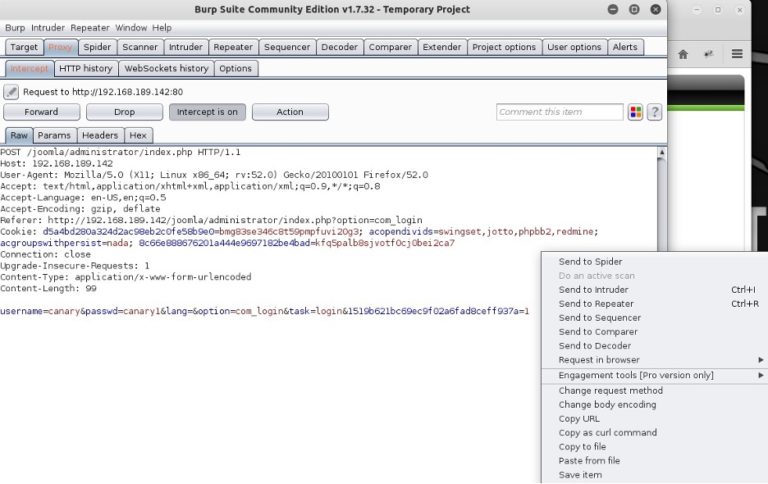 Burp Suite Community Edition v1.7.32 - Temporary Project
Burp Intruder Repeater Window Help
Target Proxy Spider Scanner Intruder Repeater Sequencer Decoder Comparer Extender Project options User options Alerts
Intercept HTTP history WebSockets history Options
Request to http://192.168.189.142:80
Forward Drop Intercept is on Action Comment this item ?
Raw Params Headers Hex
POST /joomla/administrator/index.php HTTP/1.1
Host: 192.168.189.142
User-Agent: Mozilla/5.0 (X11; Linux x86_64; rv:52.0) Gecko/20100101 Firefox/52.0
Accept: text/html,application/xhtml+xml,application/xml;q=0.9,*/*;q=0.8
Accept-Language: en-US,en;q=0.5
Accept-Encoding: gzip, deflate
Referer: http://192.168.189.142/joomla/administrator/index.php?option=com_login
Cookie: d5a4bd280a324d2ac98eb2c0fe58b9e0=bmg83se346c8t59pmpfuvi20g3; acopendivids=swingset,jotto,phpbb2,redmine;
acgroupswithpersist=nada; 8c66e888676201a444e9697182be4bad=kfq5palb8sjvotf0cj0bei2ca7
Connection: close
Upgrade-Insecure-Requests: 1
Content-Type: application/x-www-form-urlencoded
Content-Length: 99
username=canary&passwd=canary1&lang=&option=com_login&task=login&1519b621bc69ec9f02a6fad8ceff937a=1
Send to Spider
Do an active scan
Send to Intruder Ctrl+I
Send to Repeater Ctrl+R
Send to Sequencer
Send to Comparer
Send to Decoder
Request in browser
Engagement tools [Pro version only]
Change request method
Change body encoding
Copy URL
Copy as curl command
Copy to file
Paste from file
Save item